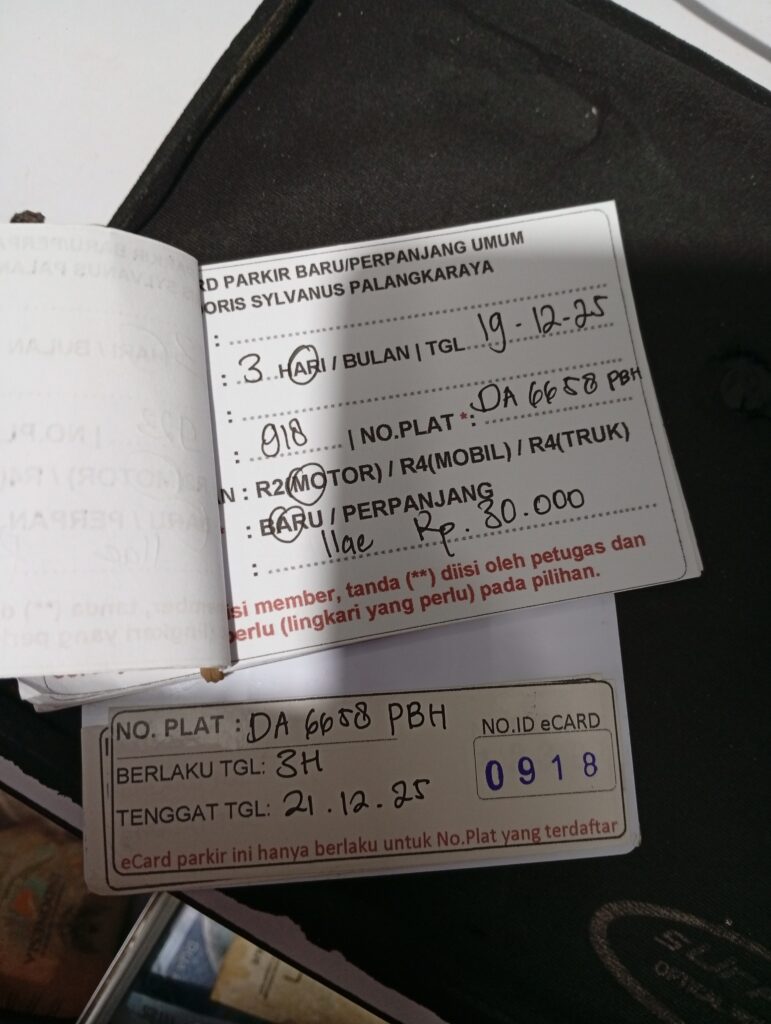 RD PARKIR BARU/PERPANJANG UMUM
DORIS SYLVANUS PALANGKARAYA
:
: 3 HARI / BULAN | TGL 19-12-25
:
: 918 | NO.PLAT *: DA 6658 PBH
N : R2(MOTOR) / R4(MOBIL) / R4(TRUK)
: BARU / PERPANJANG
: Rp. 30.000
isi member, tanda (**) diisi oleh petugas dan
perlu (lingkari yang perlu) pada pilihan.
NO. PLAT : DA 6658 PBH
NO.ID eCARD
BERLAKU TGL: 3H
0918
TENGGAT TGL: 21.12.25
eCard parkir ini hanya berlaku untuk No.Plat yang terdaftar